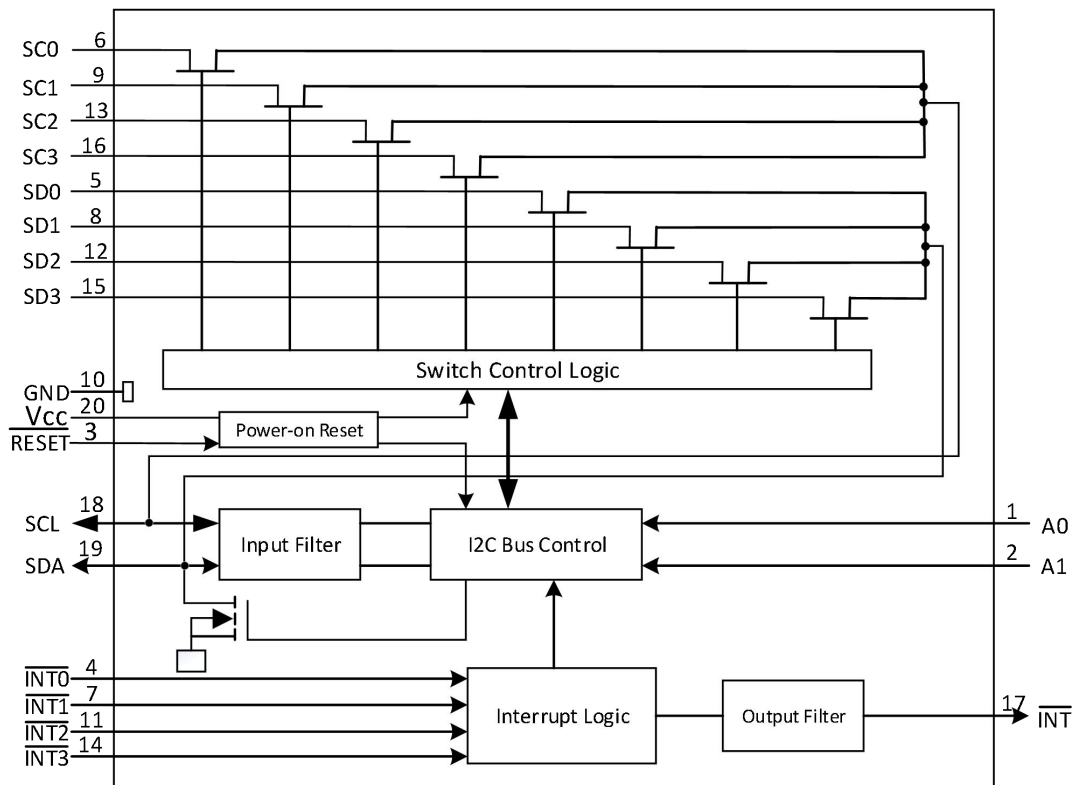 SC0 6
SC1 9
SC2 13
SC3 16
SD0 5
SD1 8
SD2 12
SD3 15
Switch Control Logic
GND 10
Vcc 20
RESET 3
Power-on Reset
SCL 18
SDA 19
Input Filter
I2C Bus Control
1 A0
2 A1
INT0 4
INT1 7
INT2 11
INT3 14
Interrupt Logic
Output Filter
17 INT